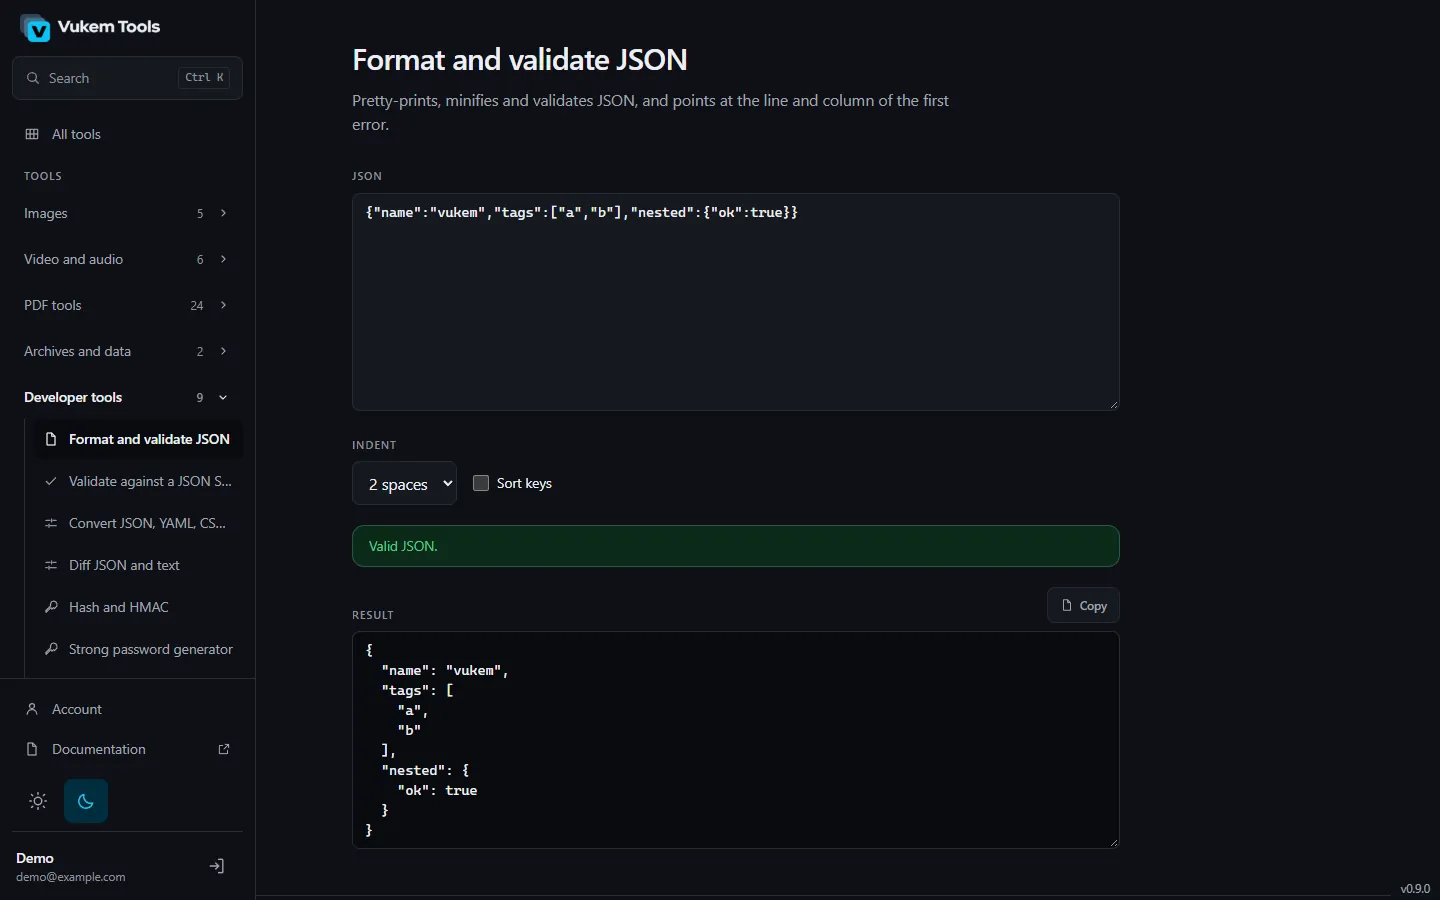 Vukem Tools
Search
Ctrl K
All tools
TOOLS
Images 5
Video and audio 6
PDF tools 24
Archives and data 2
Developer tools 9
Format and validate JSON
Validate against a JSON S...
Convert JSON, YAML, CS...
Diff JSON and text
Hash and HMAC
Strong password generator
Account
Documentation
Demo
demo@example.com
Format and validate JSON
Pretty-prints, minifies and validates JSON, and points at the line and column of the first
error.
JSON
{"name":"vukem","tags":["a","b"],"nested":{"ok":true}}
INDENT
2 spaces
Sort keys
Valid JSON.
RESULT
Copy
{
  "name": "vukem",
  "tags": [
    "a",
    "b"
  ],
  "nested": {
    "ok": true
  }
}
v0.9.0